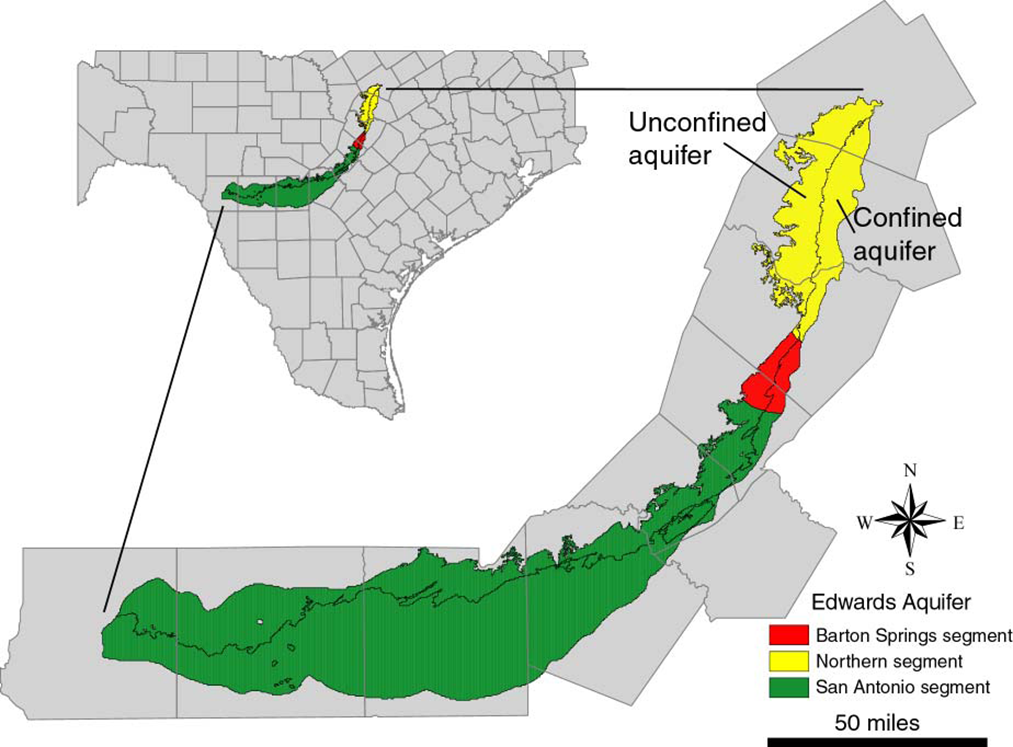 Unconfined
aquifer
Confined
aquifer
N
W E
S
Edwards Aquifer
Barton Springs segment
Northern segment
San Antonio segment
50 miles